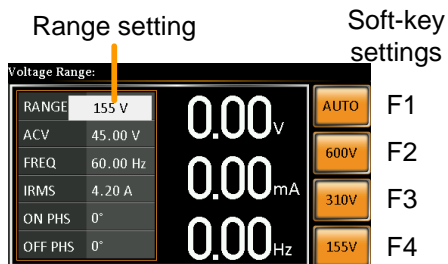 Range setting
Soft-key settings
Voltage Range:
RANGE 155 V
ACV 45.00 V
FREQ 60.00 Hz
IRMS 4.20 A
ON PHS 0°
OFF PHS 0°
0.00V
0.00mA
0.00Hz
AUTO F1
600V F2
310V F3
155V F4